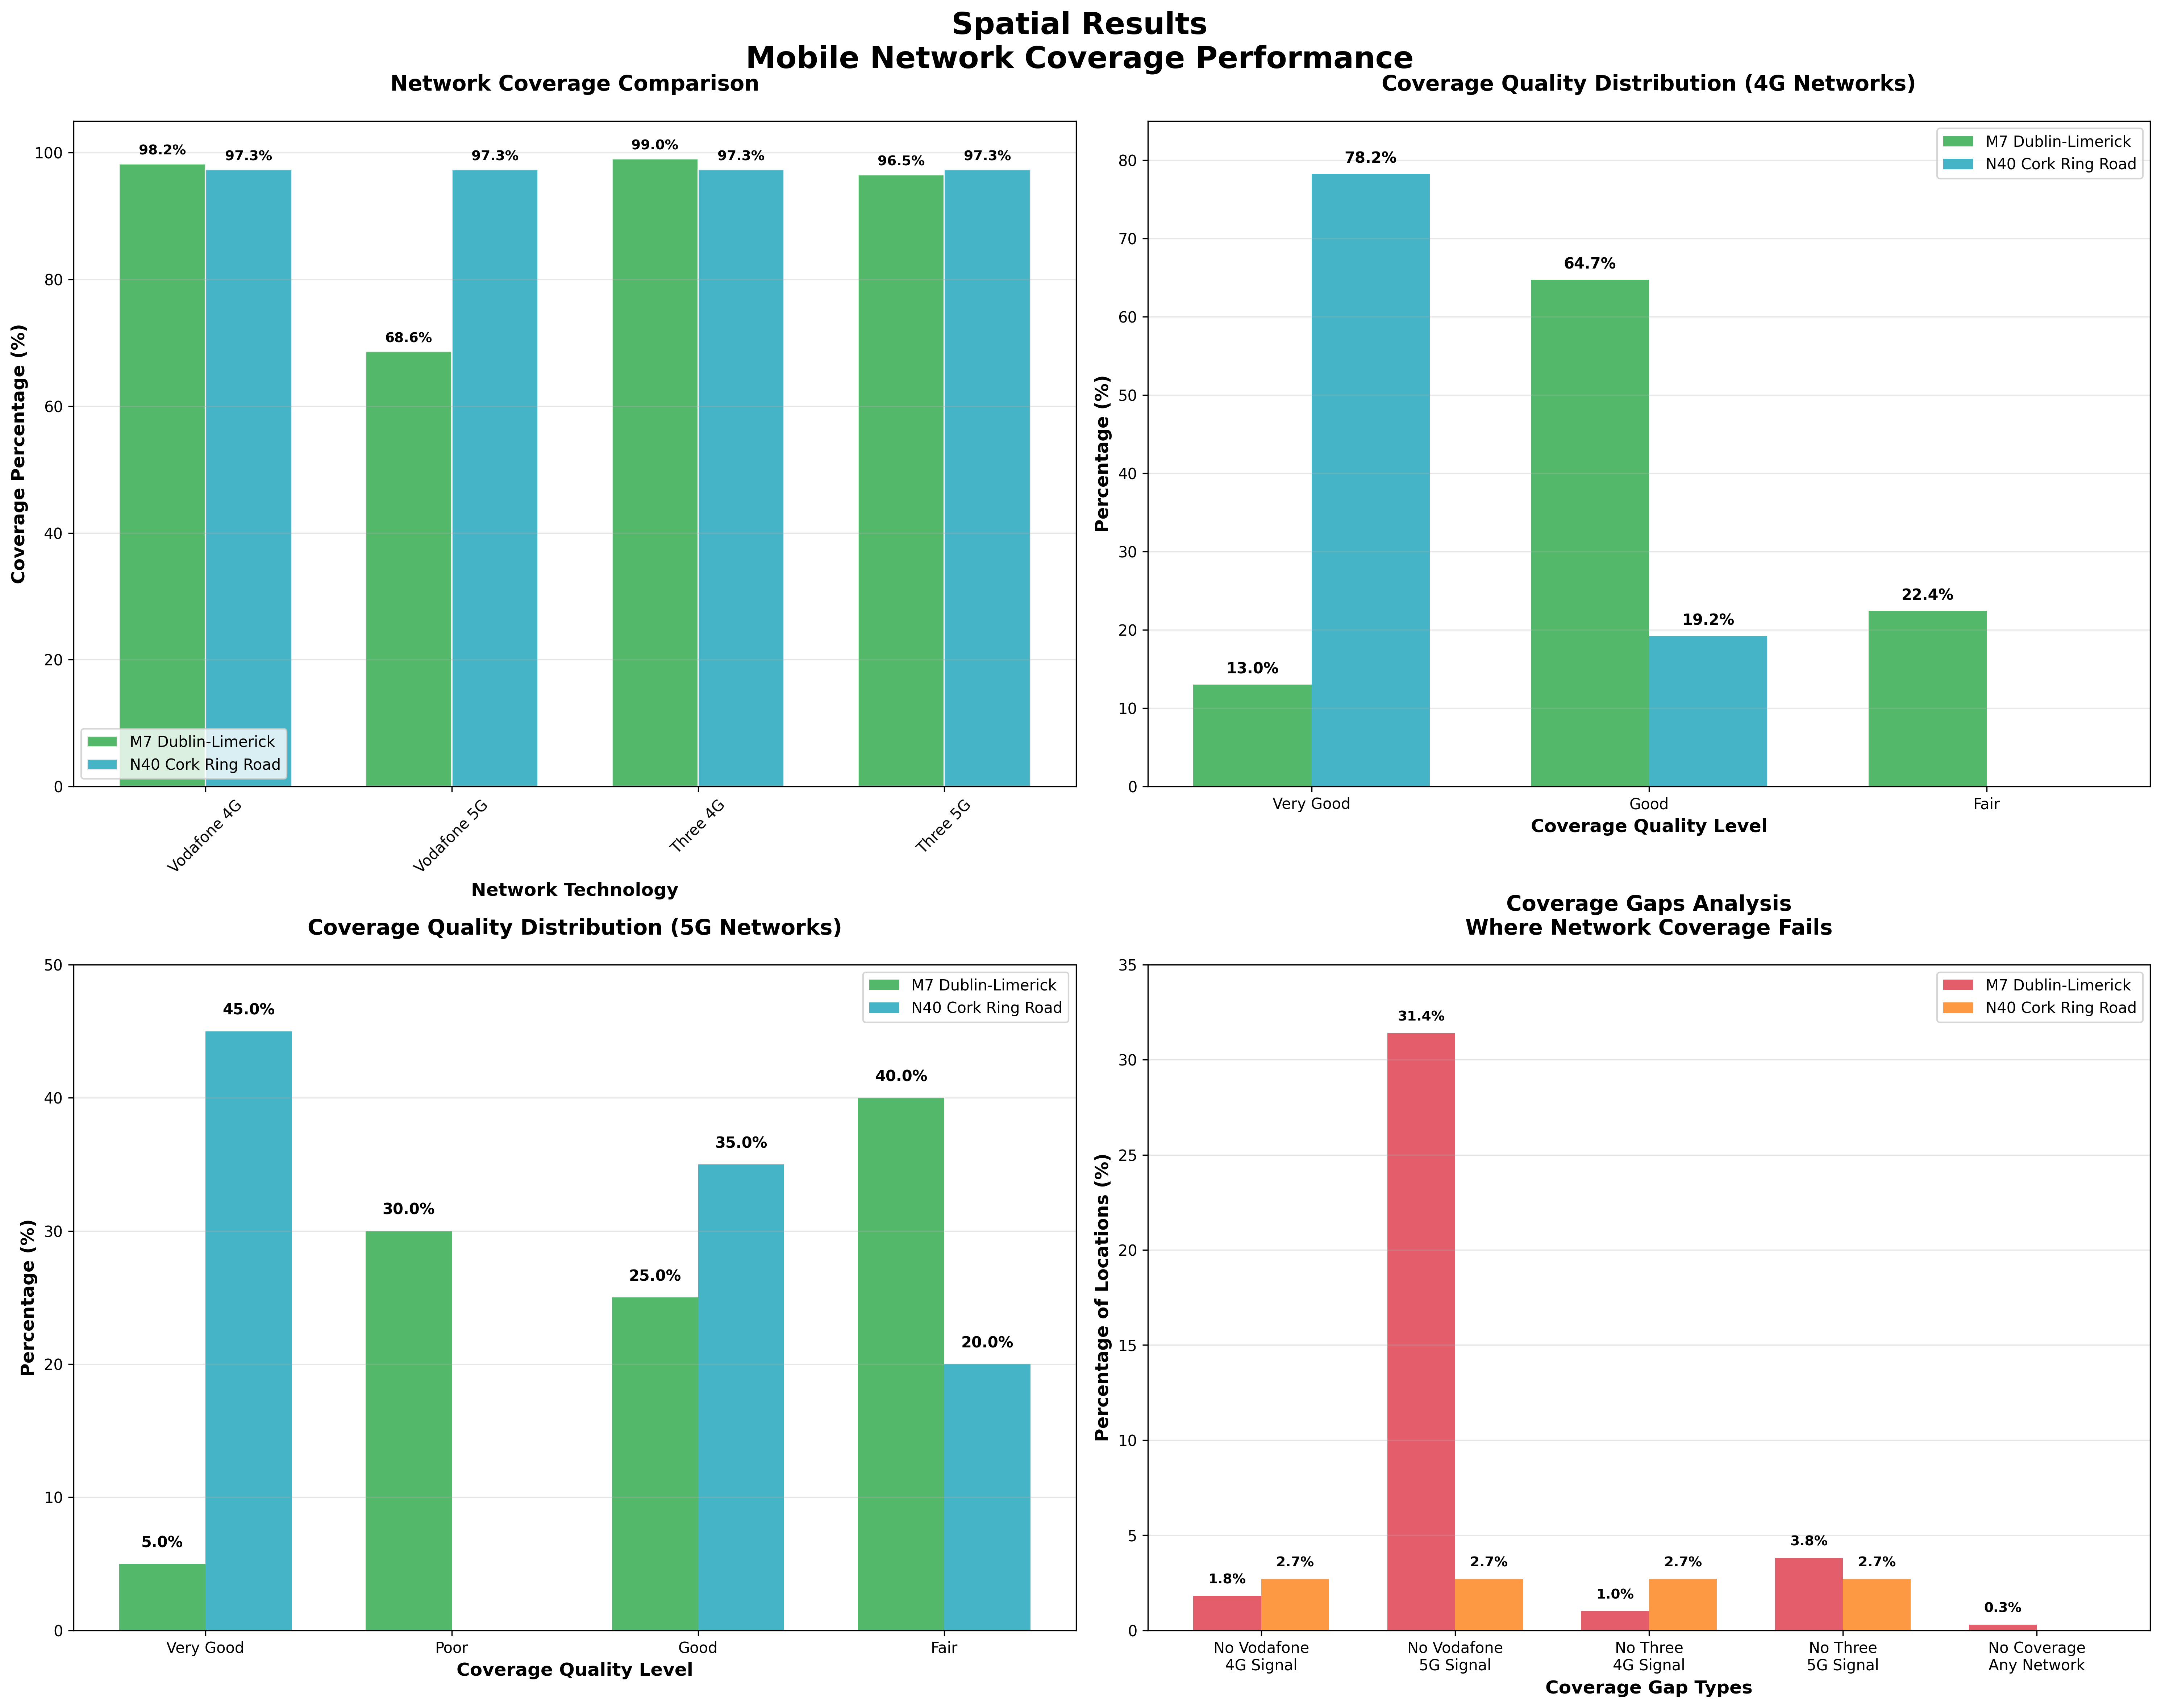 Spatial Results
Mobile Network Coverage Performance
Network Coverage Comparison
Coverage Percentage (%)
100
80
60
40
20
0
98.2%
97.3%
68.6%
97.3%
99.0%
97.3%
96.5%
97.3%
M7 Dublin-Limerick
N40 Cork Ring Road
Vodafone 4G
Vodafone 5G
Three 4G
Three 5G
Network Technology
Coverage Quality Distribution (4G Networks)
Percentage (%)
80
70
60
50
40
30
20
10
0
M7 Dublin-Limerick
N40 Cork Ring Road
13.0%
78.2%
64.7%
19.2%
22.4%
Very Good
Good
Fair
Coverage Quality Level
Coverage Quality Distribution (5G Networks)
Percentage (%)
50
40
30
20
10
0
M7 Dublin-Limerick
N40 Cork Ring Road
5.0%
45.0%
30.0%
25.0%
35.0%
40.0%
20.0%
Very Good
Poor
Good
Fair
Coverage Quality Level
Coverage Gaps Analysis
Where Network Coverage Fails
Percentage of Locations (%)
35
30
25
20
15
10
5
0
M7 Dublin-Limerick
N40 Cork Ring Road
1.8%
2.7%
31.4%
2.7%
1.0%
2.7%
3.8%
2.7%
0.3%
No Vodafone
4G Signal
No Vodafone
5G Signal
No Three
4G Signal
No Three
5G Signal
No Coverage
Any Network
Coverage Gap Types